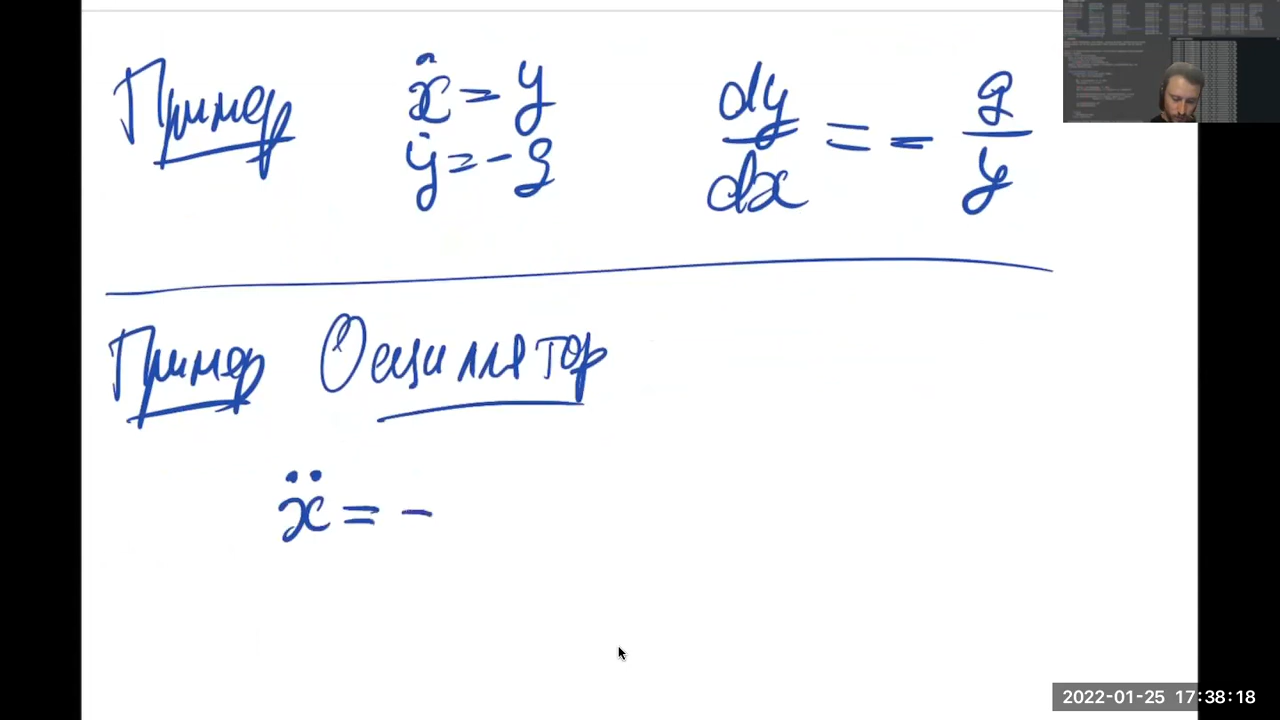 Пример ẋ = y dy/dx = - g/y
ẏ = - g
Пример Осциллятор
ẍ = -
2022-01-25 17:38:18